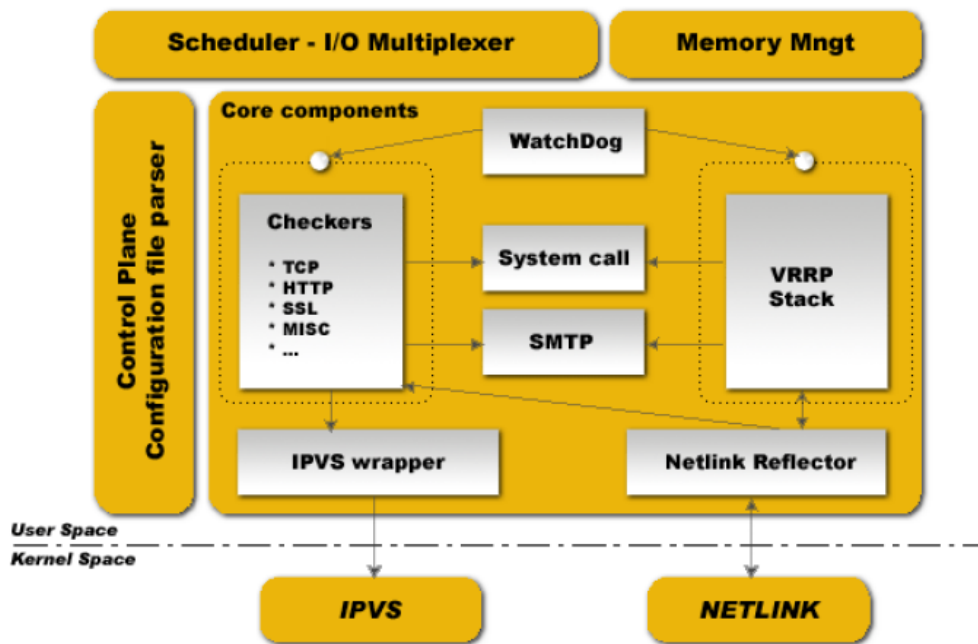 Scheduler - I/O Multiplexer
Memory Mngt
Control Plane
Configuration file parser
Core components
WatchDog
Checkers
* TCP
* HTTP
* SSL
* MISC
* ...
System call
SMTP
VRRP
Stack
IPVS wrapper
Netlink Reflector
User Space
Kernel Space
IPVS
NETLINK